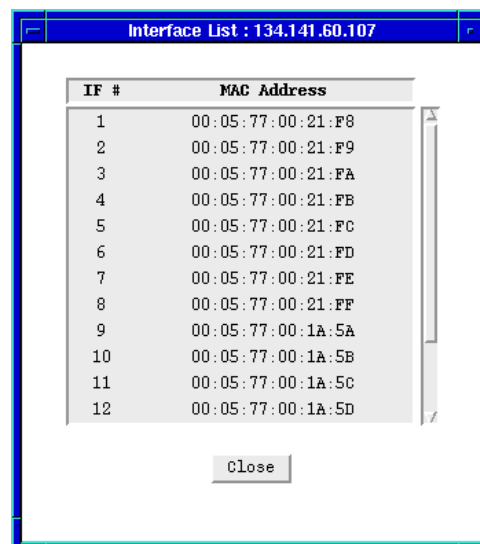 Interface List : 134.141.60.107
IF # MAC Address
1 00:05:77:00:21:F8
2 00:05:77:00:21:F9
3 00:05:77:00:21:FA
4 00:05:77:00:21:FB
5 00:05:77:00:21:FC
6 00:05:77:00:21:FD
7 00:05:77:00:21:FE
8 00:05:77:00:21:FF
9 00:05:77:00:1A:5A
10 00:05:77:00:1A:5B
11 00:05:77:00:1A:5C
12 00:05:77:00:1A:5D
Close